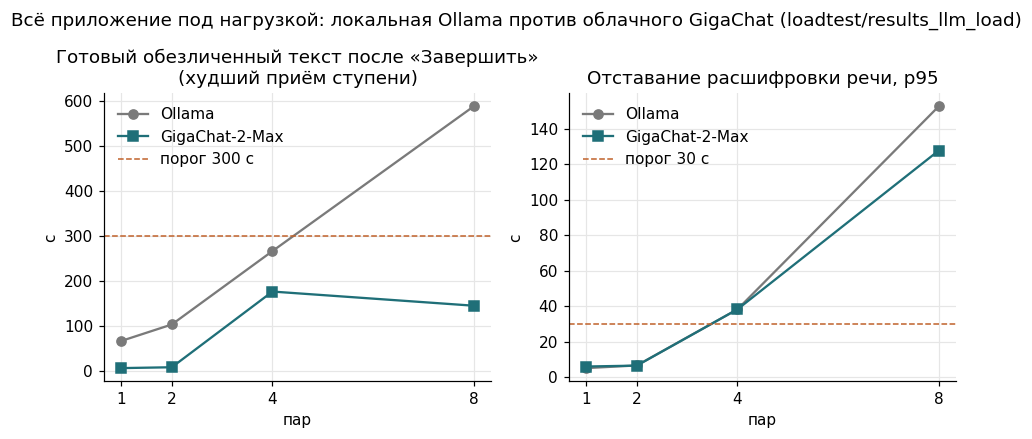 Всё приложение под нагрузкой: локальная Ollama против облачного GigaChat (loadtest/results_llm_load)
Готовый обезличенный текст после «Завершить»
(худший приём ступени)
600
500
400
300
200
100
0
с
Ollama
GigaChat-2-Max
порог 300 с
1
2
4
8
пар
Отставание расшифровки речи, p95
140
120
100
80
60
40
20
0
с
Ollama
GigaChat-2-Max
порог 30 с
1
2
4
8
пар